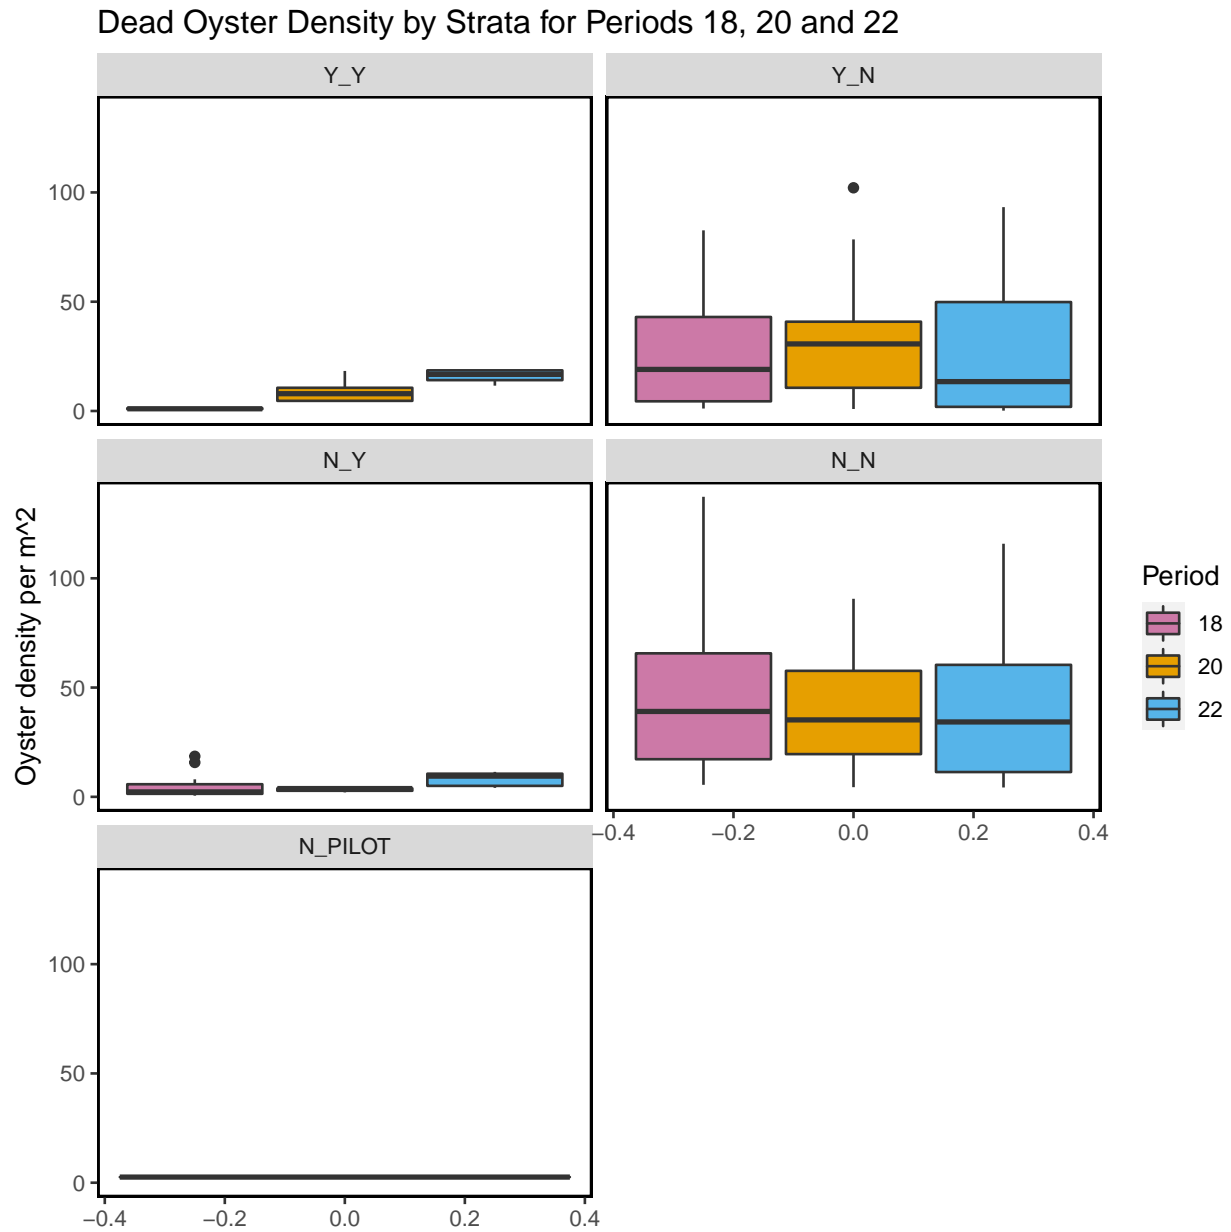 Dead Oyster Density by Strata for Periods 18, 20 and 22
Y_Y
Y_N
100
50
0
N_Y
N_N
100
50
0
−0.4 −0.2 0.0 0.2 0.4
N_PILOT
100
50
0
−0.4 −0.2 0.0 0.2 0.4
Oyster density per m^2
Period
18
20
22